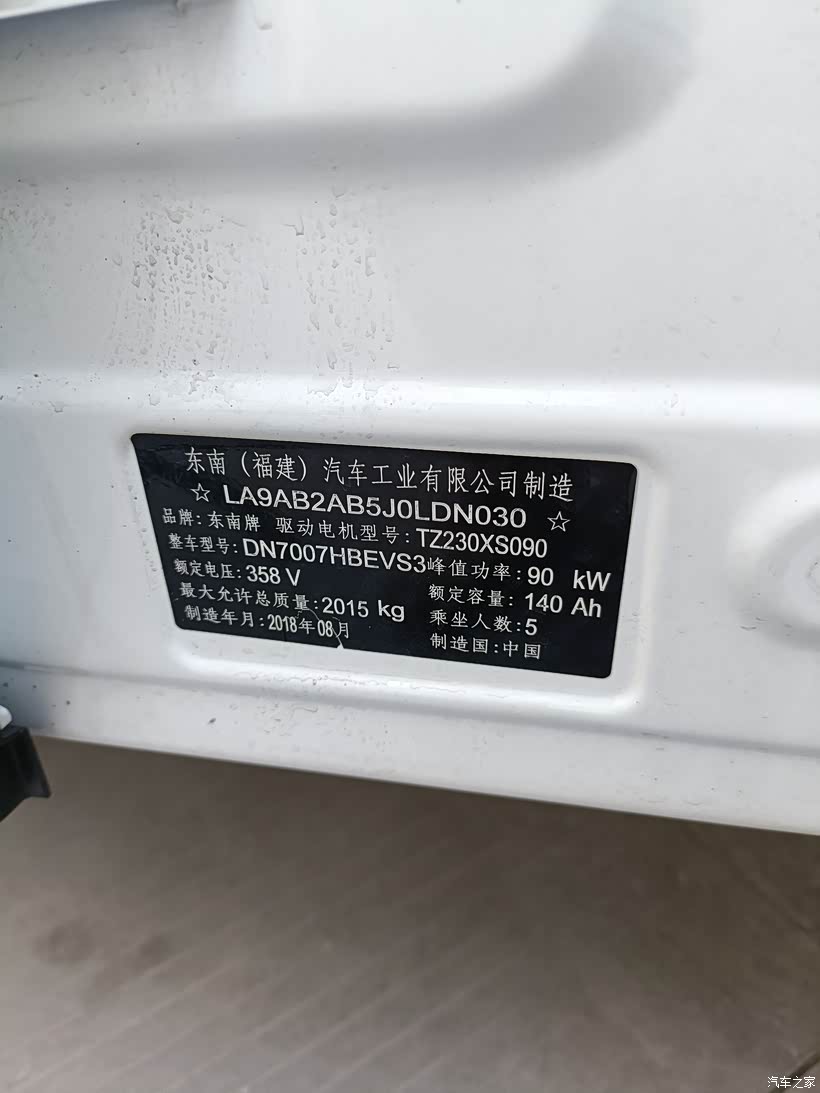 东南（福建）汽车工业有限公司制造
☆ LA9AB2AB5J0LDN030 ☆
品牌：东南牌 驱动电机型号：TZ230XS090
整车型号：DN7007HBEVS3 峰值功率：90 kW
额定电压：358 V 额定容量：140 Ah
最大允许总质量：2015 kg 乘坐人数：5
制造年月：2018年08月 制造国：中国
汽车之家